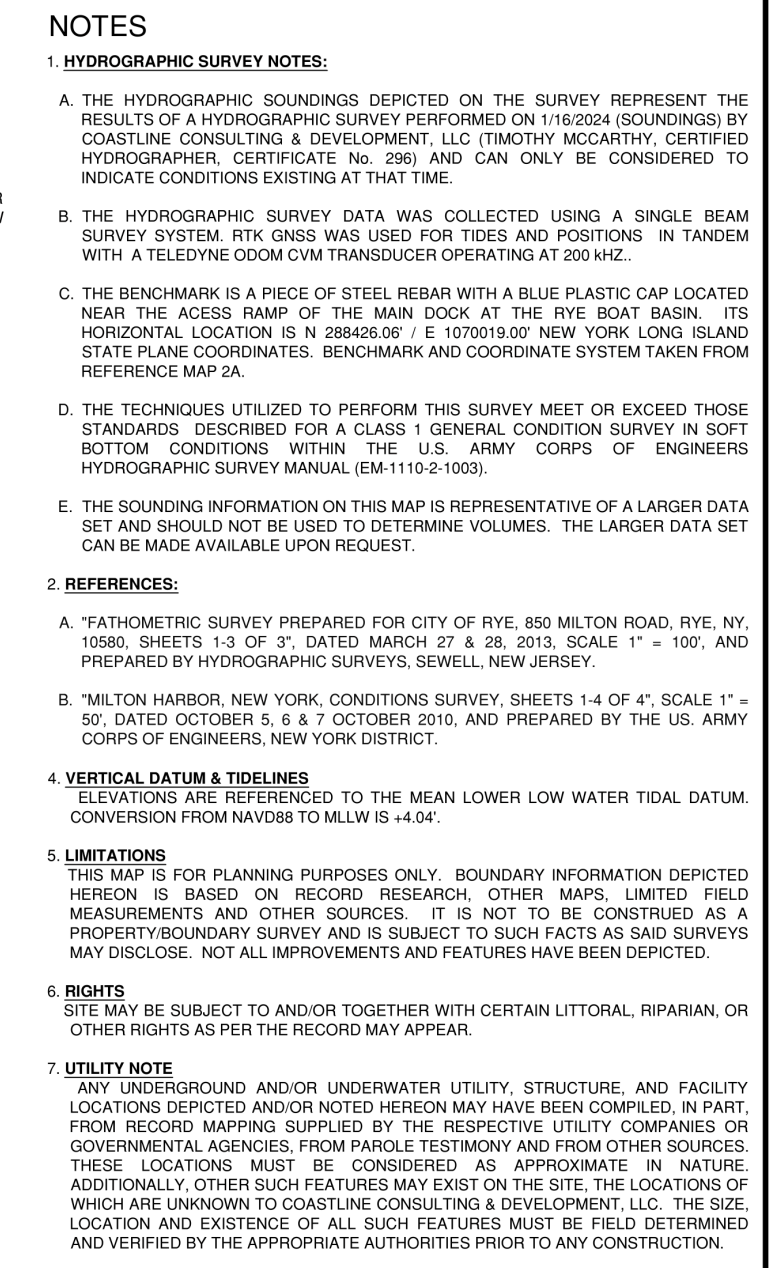 NOTES
1. HYDROGRAPHIC SURVEY NOTES:
A. THE HYDROGRAPHIC SOUNDINGS DEPICTED ON THE SURVEY REPRESENT THE
RESULTS OF A HYDROGRAPHIC SURVEY PERFORMED ON 1/16/2024 (SOUNDINGS) BY
COASTLINE CONSULTING & DEVELOPMENT, LLC (TIMOTHY MCCARTHY, CERTIFIED
HYDROGRAPHER, CERTIFICATE No. 296) AND CAN ONLY BE CONSIDERED TO
INDICATE CONDITIONS EXISTING AT THAT TIME.
B. THE HYDROGRAPHIC SURVEY DATA WAS COLLECTED USING A SINGLE BEAM
SURVEY SYSTEM. RTK GNSS WAS USED FOR TIDES AND POSITIONS IN TANDEM
WITH A TELEDYNE ODOM CVM TRANSDUCER OPERATING AT 200 kHZ..
C. THE BENCHMARK IS A PIECE OF STEEL REBAR WITH A BLUE PLASTIC CAP LOCATED
NEAR THE ACESS RAMP OF THE MAIN DOCK AT THE RYE BOAT BASIN. ITS
HORIZONTAL LOCATION IS N 288426.06' / E 1070019.00' NEW YORK LONG ISLAND
STATE PLANE COORDINATES. BENCHMARK AND COORDINATE SYSTEM TAKEN FROM
REFERENCE MAP 2A.
D. THE TECHNIQUES UTILIZED TO PERFORM THIS SURVEY MEET OR EXCEED THOSE
STANDARDS DESCRIBED FOR A CLASS 1 GENERAL CONDITION SURVEY IN SOFT
BOTTOM CONDITIONS WITHIN THE U.S. ARMY CORPS OF ENGINEERS
HYDROGRAPHIC SURVEY MANUAL (EM-1110-2-1003).
E. THE SOUNDING INFORMATION ON THIS MAP IS REPRESENTATIVE OF A LARGER DATA
SET AND SHOULD NOT BE USED TO DETERMINE VOLUMES. THE LARGER DATA SET
CAN BE MADE AVAILABLE UPON REQUEST.
2. REFERENCES:
A. "FATHOMETRIC SURVEY PREPARED FOR CITY OF RYE, 850 MILTON ROAD, RYE, NY,
10580, SHEETS 1-3 OF 3", DATED MARCH 27 & 28, 2013, SCALE 1" = 100', AND
PREPARED BY HYDROGRAPHIC SURVEYS, SEWELL, NEW JERSEY.
B. "MILTON HARBOR, NEW YORK, CONDITIONS SURVEY, SHEETS 1-4 OF 4", SCALE 1" =
50', DATED OCTOBER 5, 6 & 7 OCTOBER 2010, AND PREPARED BY THE US. ARMY
CORPS OF ENGINEERS, NEW YORK DISTRICT.
4. VERTICAL DATUM & TIDELINES
ELEVATIONS ARE REFERENCED TO THE MEAN LOWER LOW WATER TIDAL DATUM.
CONVERSION FROM NAVD88 TO MLLW IS +4.04'.
5. LIMITATIONS
THIS MAP IS FOR PLANNING PURPOSES ONLY. BOUNDARY INFORMATION DEPICTED
HEREON IS BASED ON RECORD RESEARCH, OTHER MAPS, LIMITED FIELD
MEASUREMENTS AND OTHER SOURCES. IT IS NOT TO BE CONSTRUED AS A
PROPERTY/BOUNDARY SURVEY AND IS SUBJECT TO SUCH FACTS AS SAID SURVEYS
MAY DISCLOSE. NOT ALL IMPROVEMENTS AND FEATURES HAVE BEEN DEPICTED.
6. RIGHTS
SITE MAY BE SUBJECT TO AND/OR TOGETHER WITH CERTAIN LITTORAL, RIPARIAN, OR
OTHER RIGHTS AS PER THE RECORD MAY APPEAR.
7. UTILITY NOTE
ANY UNDERGROUND AND/OR UNDERWATER UTILITY, STRUCTURE, AND FACILITY
LOCATIONS DEPICTED AND/OR NOTED HEREON MAY HAVE BEEN COMPILED, IN PART,
FROM RECORD MAPPING SUPPLIED BY THE RESPECTIVE UTILITY COMPANIES OR
GOVERNMENTAL AGENCIES, FROM PAROLE TESTIMONY AND FROM OTHER SOURCES.
THESE LOCATIONS MUST BE CONSIDERED AS APPROXIMATE IN NATURE.
ADDITIONALLY, OTHER SUCH FEATURES MAY EXIST ON THE SITE, THE LOCATIONS OF
WHICH ARE UNKNOWN TO COASTLINE CONSULTING & DEVELOPMENT, LLC. THE SIZE,
LOCATION AND EXISTENCE OF ALL SUCH FEATURES MUST BE FIELD DETERMINED
AND VERIFIED BY THE APPROPRIATE AUTHORITIES PRIOR TO ANY CONSTRUCTION.